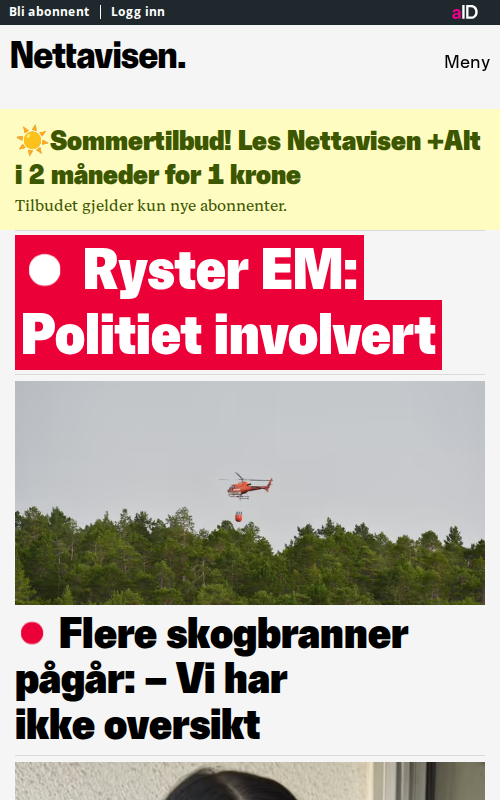 Bli abonnent | Logg inn
aID
Nettavisen.
Meny
Sommertilbud! Les Nettavisen +Alt
i 2 måneder for 1 krone
Tilbudet gjelder kun nye abonnenter.
Ryster EM:
Politiet involvert
Flere skogbranner
pågår: – Vi har
ikke oversikt